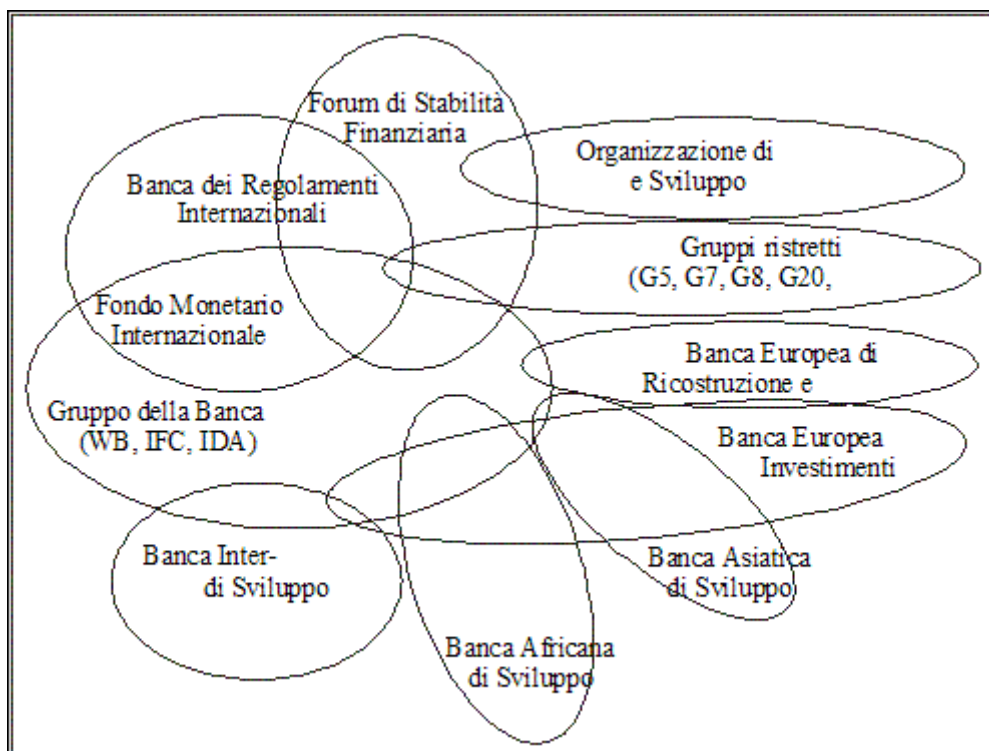 Forum di Stabilità
Finanziaria
Organizzazione di
e Sviluppo
Banca dei Regolamenti
Internazionali
Gruppi ristretti
(G5, G7, G8, G20,
Fondo Monetario
Internazionale
Banca Europea di
Ricostruzione e
Gruppo della Banca
(WB, IFC, IDA)
Banca Europea
Investimenti
Banca Inter-
di Sviluppo
Banca Asiatica
di Sviluppo
Banca Africana
di Sviluppo